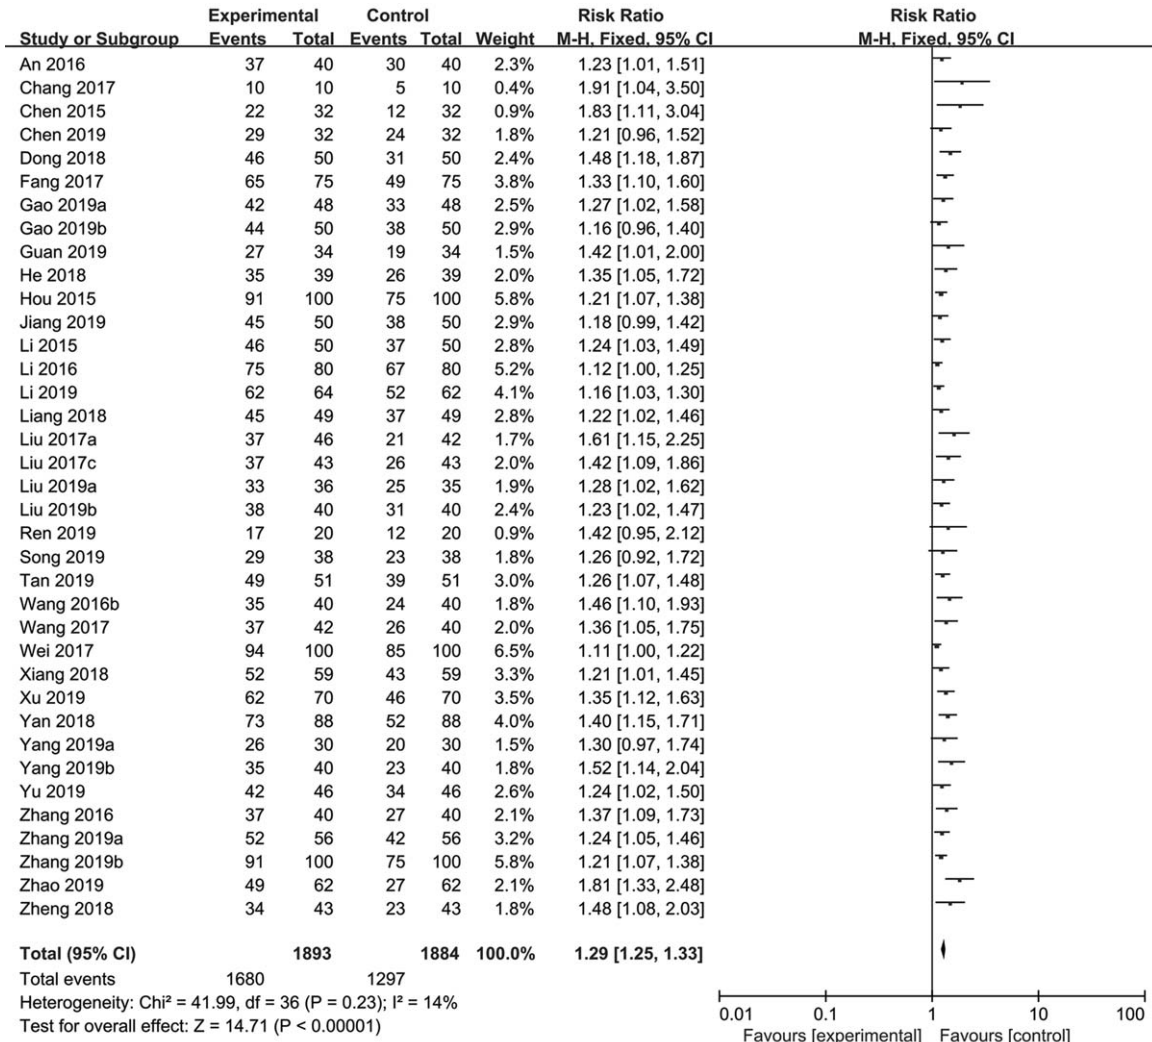 Experimental Control Risk Ratio Risk Ratio
Study or Subgroup Events Total Events Total Weight M-H, Fixed, 95% CI M-H, Fixed, 95% CI
An 2016 37 40 30 40 2.3% 1.23 [1.01, 1.51]
Chang 2017 10 10 5 10 0.4% 1.91 [1.04, 3.50]
Chen 2015 22 32 12 32 0.9% 1.83 [1.11, 3.04]
Chen 2019 29 32 24 32 1.8% 1.21 [0.96, 1.52]
Dong 2018 46 50 31 50 2.4% 1.48 [1.18, 1.87]
Fang 2017 65 75 49 75 3.8% 1.33 [1.10, 1.60]
Gao 2019a 42 48 33 48 2.5% 1.27 [1.02, 1.58]
Gao 2019b 44 50 38 50 2.9% 1.16 [0.96, 1.40]
Guan 2019 27 34 19 34 1.4% 1.42 [1.01, 2.00]
He 2018 35 39 26 39 2.0% 1.35 [1.05, 1.72]
Hou 2015 91 100 75 100 5.8% 1.21 [1.07, 1.38]
Jiang 2019 45 50 38 50 2.9% 1.18 [0.99, 1.42]
Li 2015 46 50 37 50 2.8% 1.24 [1.03, 1.49]
Li 2016 75 80 67 80 5.2% 1.12 [1.00, 1.25]
Li 2019 62 64 52 62 4.1% 1.16 [1.03, 1.30]
Liang 2018 45 49 37 49 2.8% 1.22 [1.02, 1.46]
Liu 2017a 37 46 21 42 1.7% 1.61 [1.15, 2.25]
Liu 2017c 37 43 26 43 2.0% 1.42 [1.09, 1.86]
Liu 2019a 33 36 25 35 1.9% 1.28 [1.02, 1.62]
Liu 2019b 38 40 31 40 2.4% 1.23 [1.02, 1.47]
Ren 2019 17 20 12 20 0.9% 1.42 [0.95, 2.12]
Song 2019 29 38 23 38 1.8% 1.26 [0.92, 1.72]
Tan 2019 49 51 39 51 3.0% 1.26 [1.07, 1.48]
Wang 2016b 35 40 24 40 1.8% 1.46 [1.10, 1.93]
Wang 2017 37 42 26 40 2.0% 1.36 [1.05, 1.75]
Wei 2017 94 100 85 100 6.5% 1.11 [1.00, 1.22]
Xiang 2018 52 59 43 59 3.3% 1.21 [1.01, 1.45]
Xu 2019 62 70 46 70 3.5% 1.35 [1.12, 1.63]
Yan 2018 73 88 52 88 4.0% 1.40 [1.15, 1.71]
Yang 2019a 26 30 20 30 1.5% 1.30 [0.97, 1.74]
Yang 2019b 35 40 23 40 1.8% 1.52 [1.14, 2.04]
Yu 2019 42 46 34 46 2.6% 1.24 [1.02, 1.50]
Zhang 2016 37 40 27 40 2.1% 1.37 [1.09, 1.73]
Zhang 2019a 52 56 42 56 3.2% 1.24 [1.05, 1.46]
Zhang 2019b 91 100 75 100 5.8% 1.21 [1.07, 1.38]
Zhao 2019 49 62 27 62 2.1% 1.81 [1.33, 2.48]
Zheng 2018 34 43 23 43 1.8% 1.48 [1.08, 2.03]
Total (95% CI) 1893 1884 100.0% 1.29 [1.25, 1.33]
Total events 1680 1297
Heterogeneity: Chi² = 41.99, df = 36 (P = 0.23); I² = 14%
Test for overall effect: Z = 14.71 (P < 0.00001)
0.01 0.1 1 10 100
Favours [experimental] Favours [control]